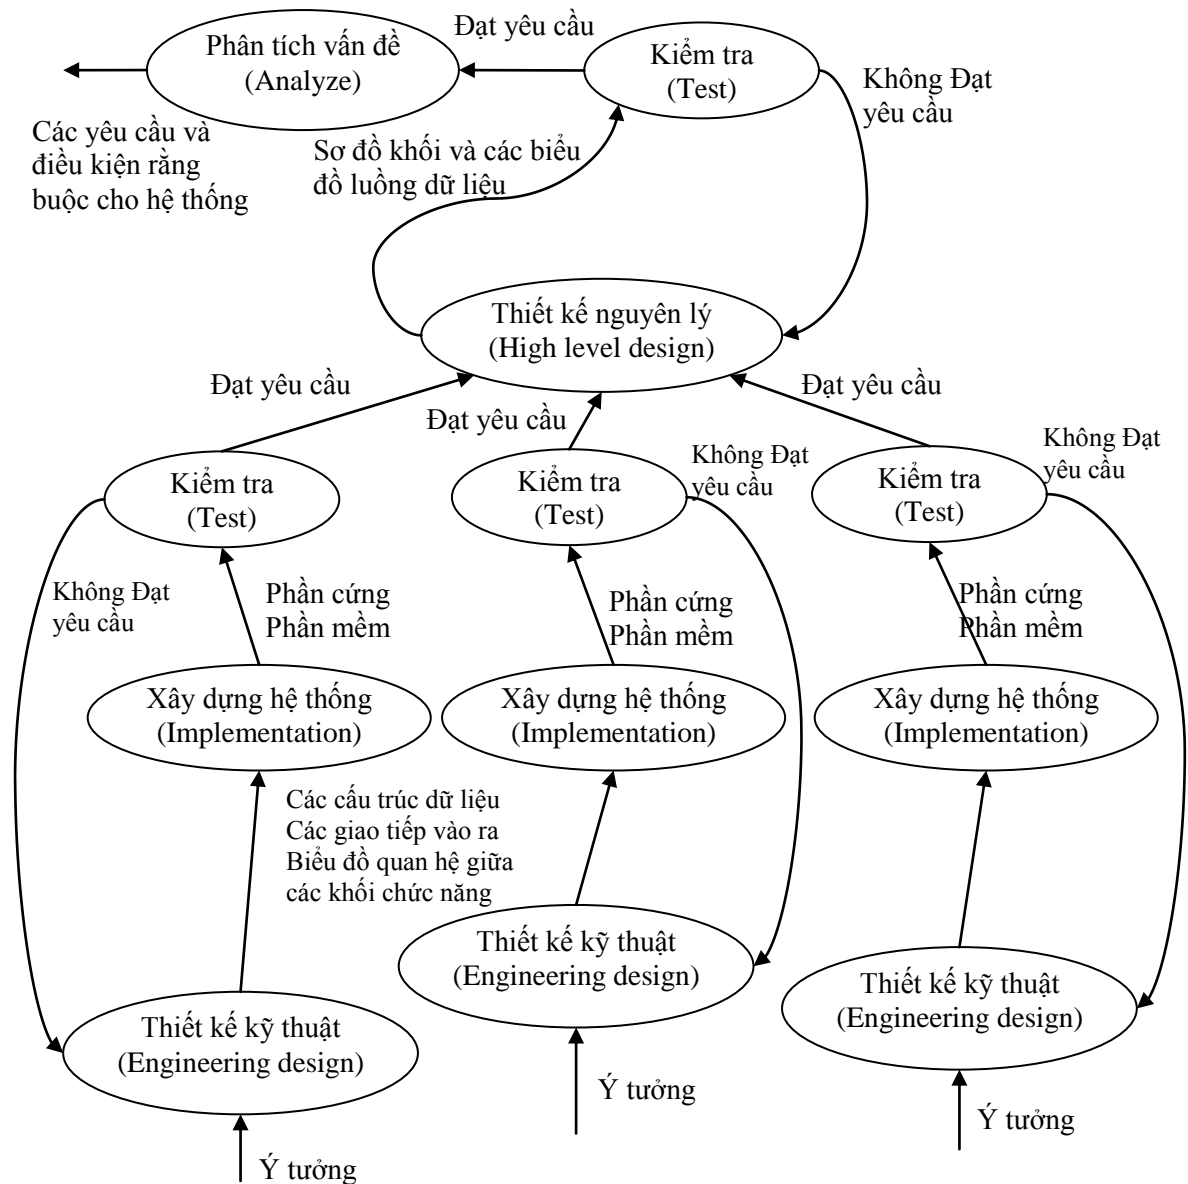 Phân tích vấn đề
(Analyze)
Đạt yêu cầu
Kiểm tra
(Test)
Không Đạt
yêu cầu
Các yêu cầu và
điều kiện rằng
buộc cho hệ thống
Sơ đồ khối và các biểu
đồ luồng dữ liệu
Thiết kế nguyên lý
(High level design)
Đạt yêu cầu
Đạt yêu cầu
Đạt yêu cầu
Kiểm tra
(Test)
Kiểm tra
(Test)
Không Đạt
yêu cầu
Kiểm tra
(Test)
Không Đạt
yêu cầu
Không Đạt
yêu cầu
Phần cứng
Phần mềm
Phần cứng
Phần mềm
Phần cứng
Phần mềm
Xây dựng hệ thống
(Implementation)
Xây dựng hệ thống
(Implementation)
Xây dựng hệ thống
(Implementation)
Các cấu trúc dữ liệu
Các giao tiếp vào ra
Biểu đồ quan hệ giữa
các khối chức năng
Thiết kế kỹ thuật
(Engineering design)
Thiết kế kỹ thuật
(Engineering design)
Thiết kế kỹ thuật
(Engineering design)
Ý tưởng
Ý tưởng
Ý tưởng